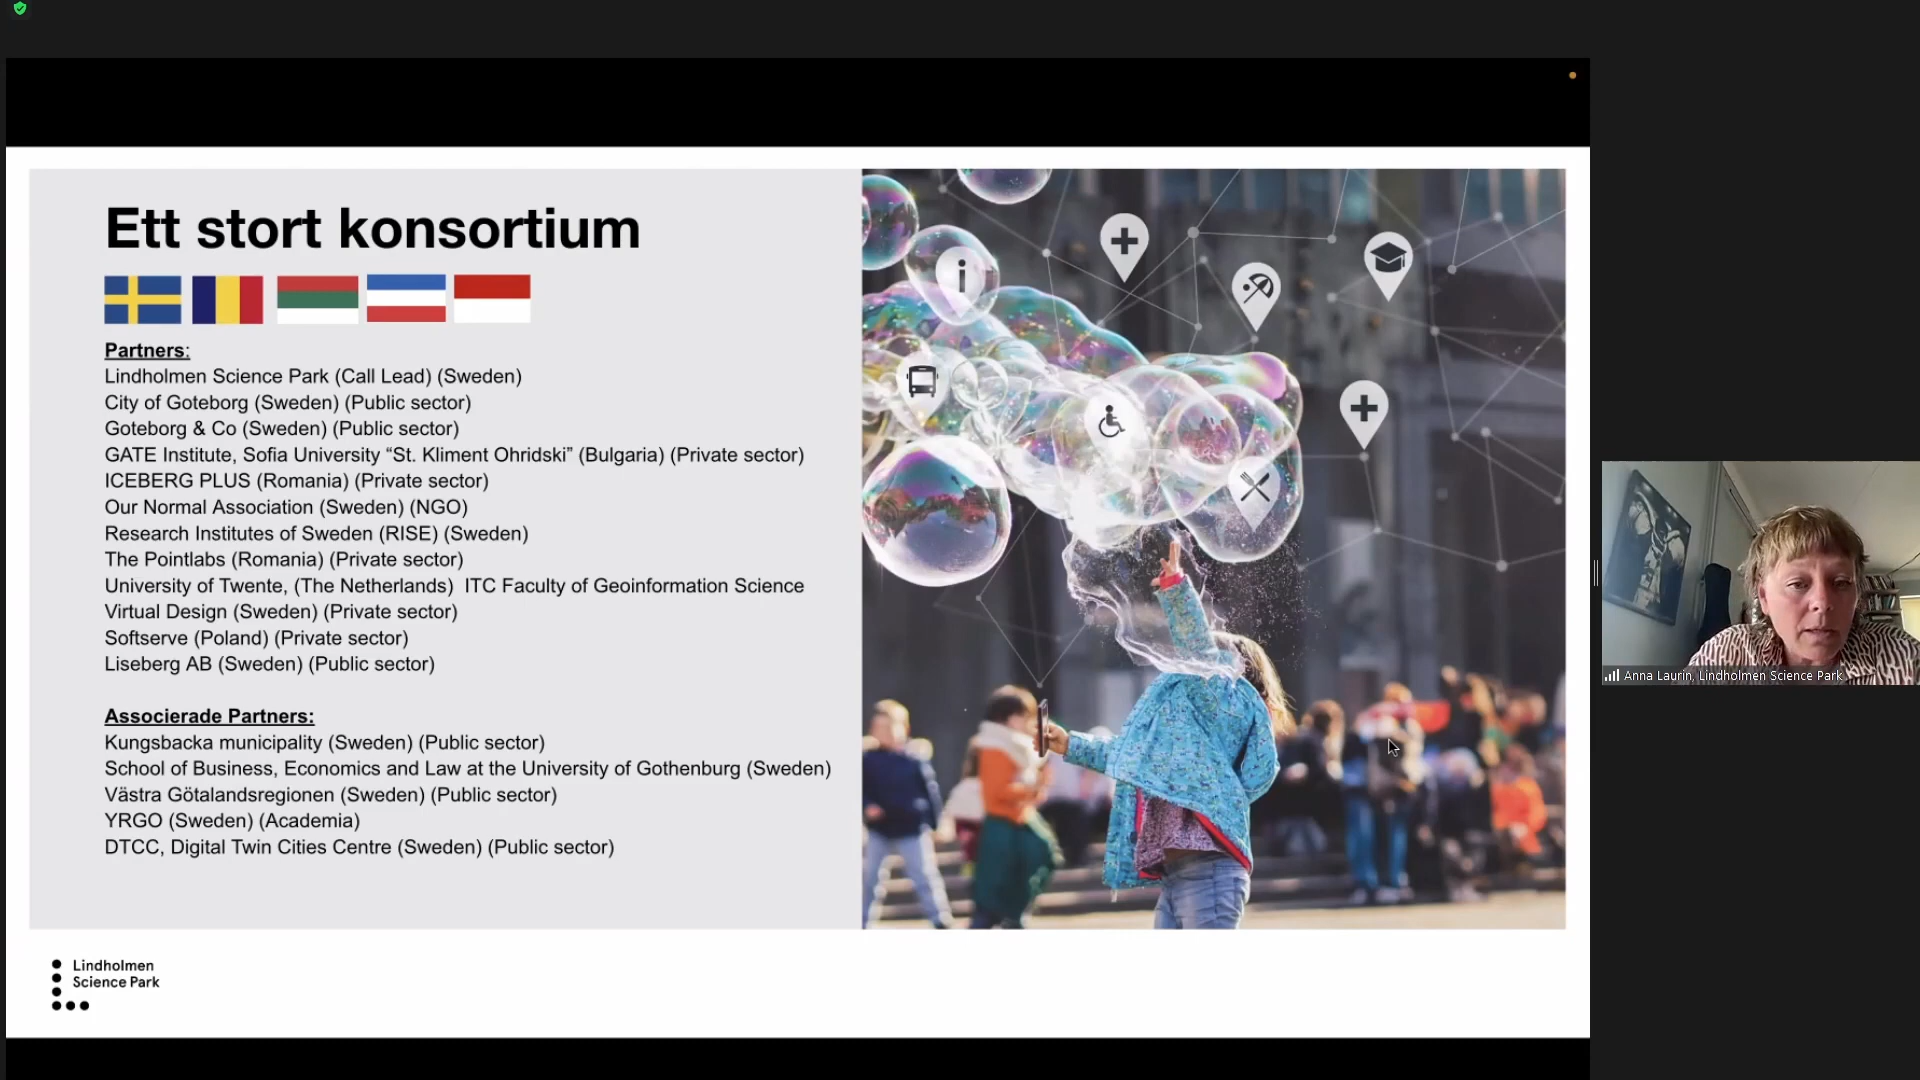 Ett stort konsortium
Partners:
Lindholmen Science Park (Call Lead) (Sweden)
City of Goteborg (Sweden) (Public sector)
Goteborg & Co (Sweden) (Public sector)
GATE Institute, Sofia University “St. Kliment Ohridski” (Bulgaria) (Private sector)
ICEBERG PLUS (Romania) (Private sector)
Our Normal Association (Sweden) (NGO)
Research Institutes of Sweden (RISE) (Sweden)
The Pointlabs (Romania) (Private sector)
University of Twente, (The Netherlands) ITC Faculty of Geoinformation Science
Virtual Design (Sweden) (Private sector)
Softserve (Poland) (Private sector)
Liseberg AB (Sweden) (Public sector)
Associerade Partners:
Kungsbacka municipality (Sweden) (Public sector)
School of Business, Economics and Law at the University of Gothenburg (Sweden)
Västra Götalandsregionen (Sweden) (Public sector)
YRGO (Sweden) (Academia)
DTCC, Digital Twin Cities Centre (Sweden) (Public sector)
Lindholmen
Science Park
Anna Laurin, Lindholmen Science Park